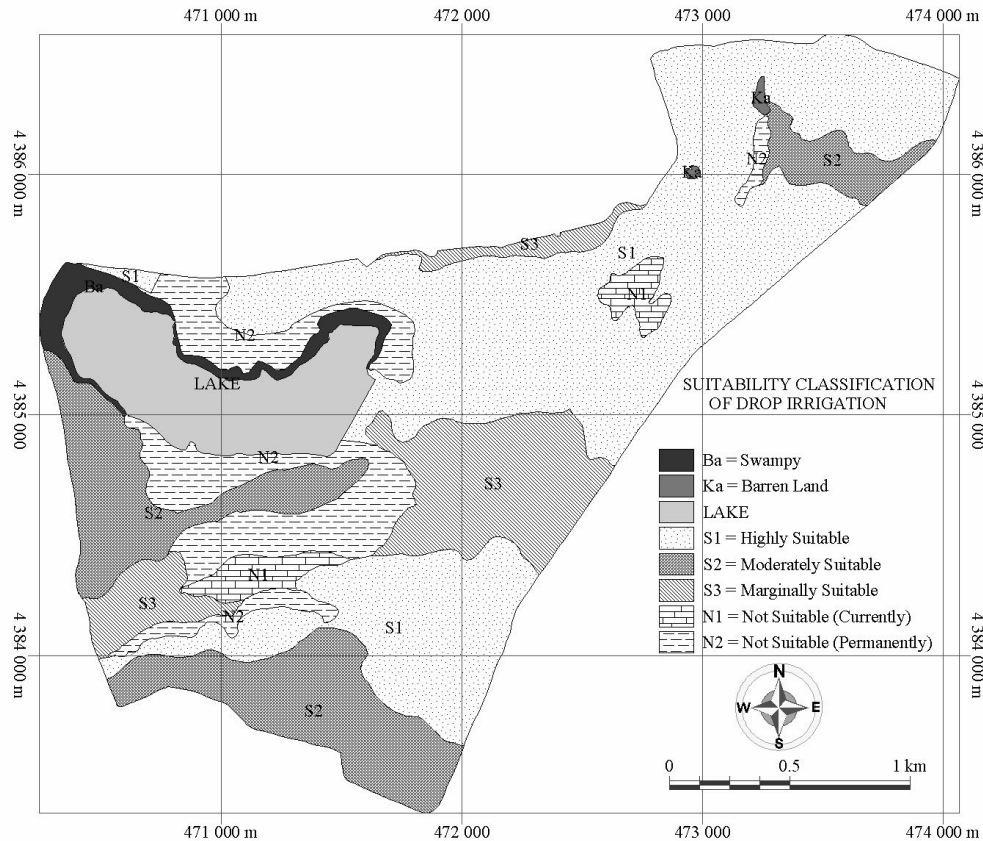 471 000 m
472 000 m
473 000 m
474 000 m
Ka
4 386 000 m
N2
S2
4 386 000 m
Ka
S3
S1
S1
Ba
N1
N2
LAKE
SUITABILITY CLASSIFICATION
OF DROP IRRIGATION
4 385 000
4 385 000
N2
S3
S2
Ba = Swampy
Ka = Barren Land
LAKE
S1 = Highly Suitable
S2 = Moderately Suitable
S3 = Marginally Suitable
N1 = Not Suitable (Currently)
N2 = Not Suitable (Permanently)
N1
S3
N2
S1
4 384 000 m
4 384 000 m
S2
N
W
E
S
0
0.5
1 km
471 000 m
472 000 m
473 000 m
474 000 m